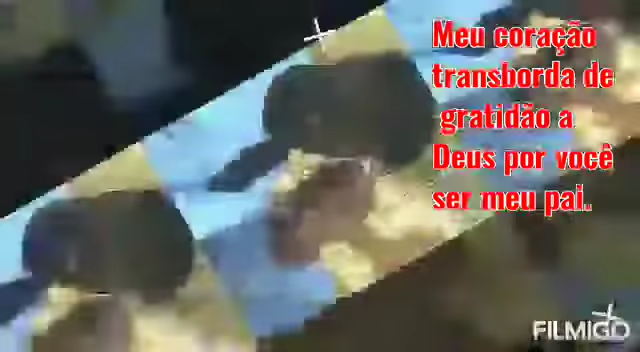 Meu coração
transborda de
gratidão a
Deus por você
ser meu pai.
FILMIGO